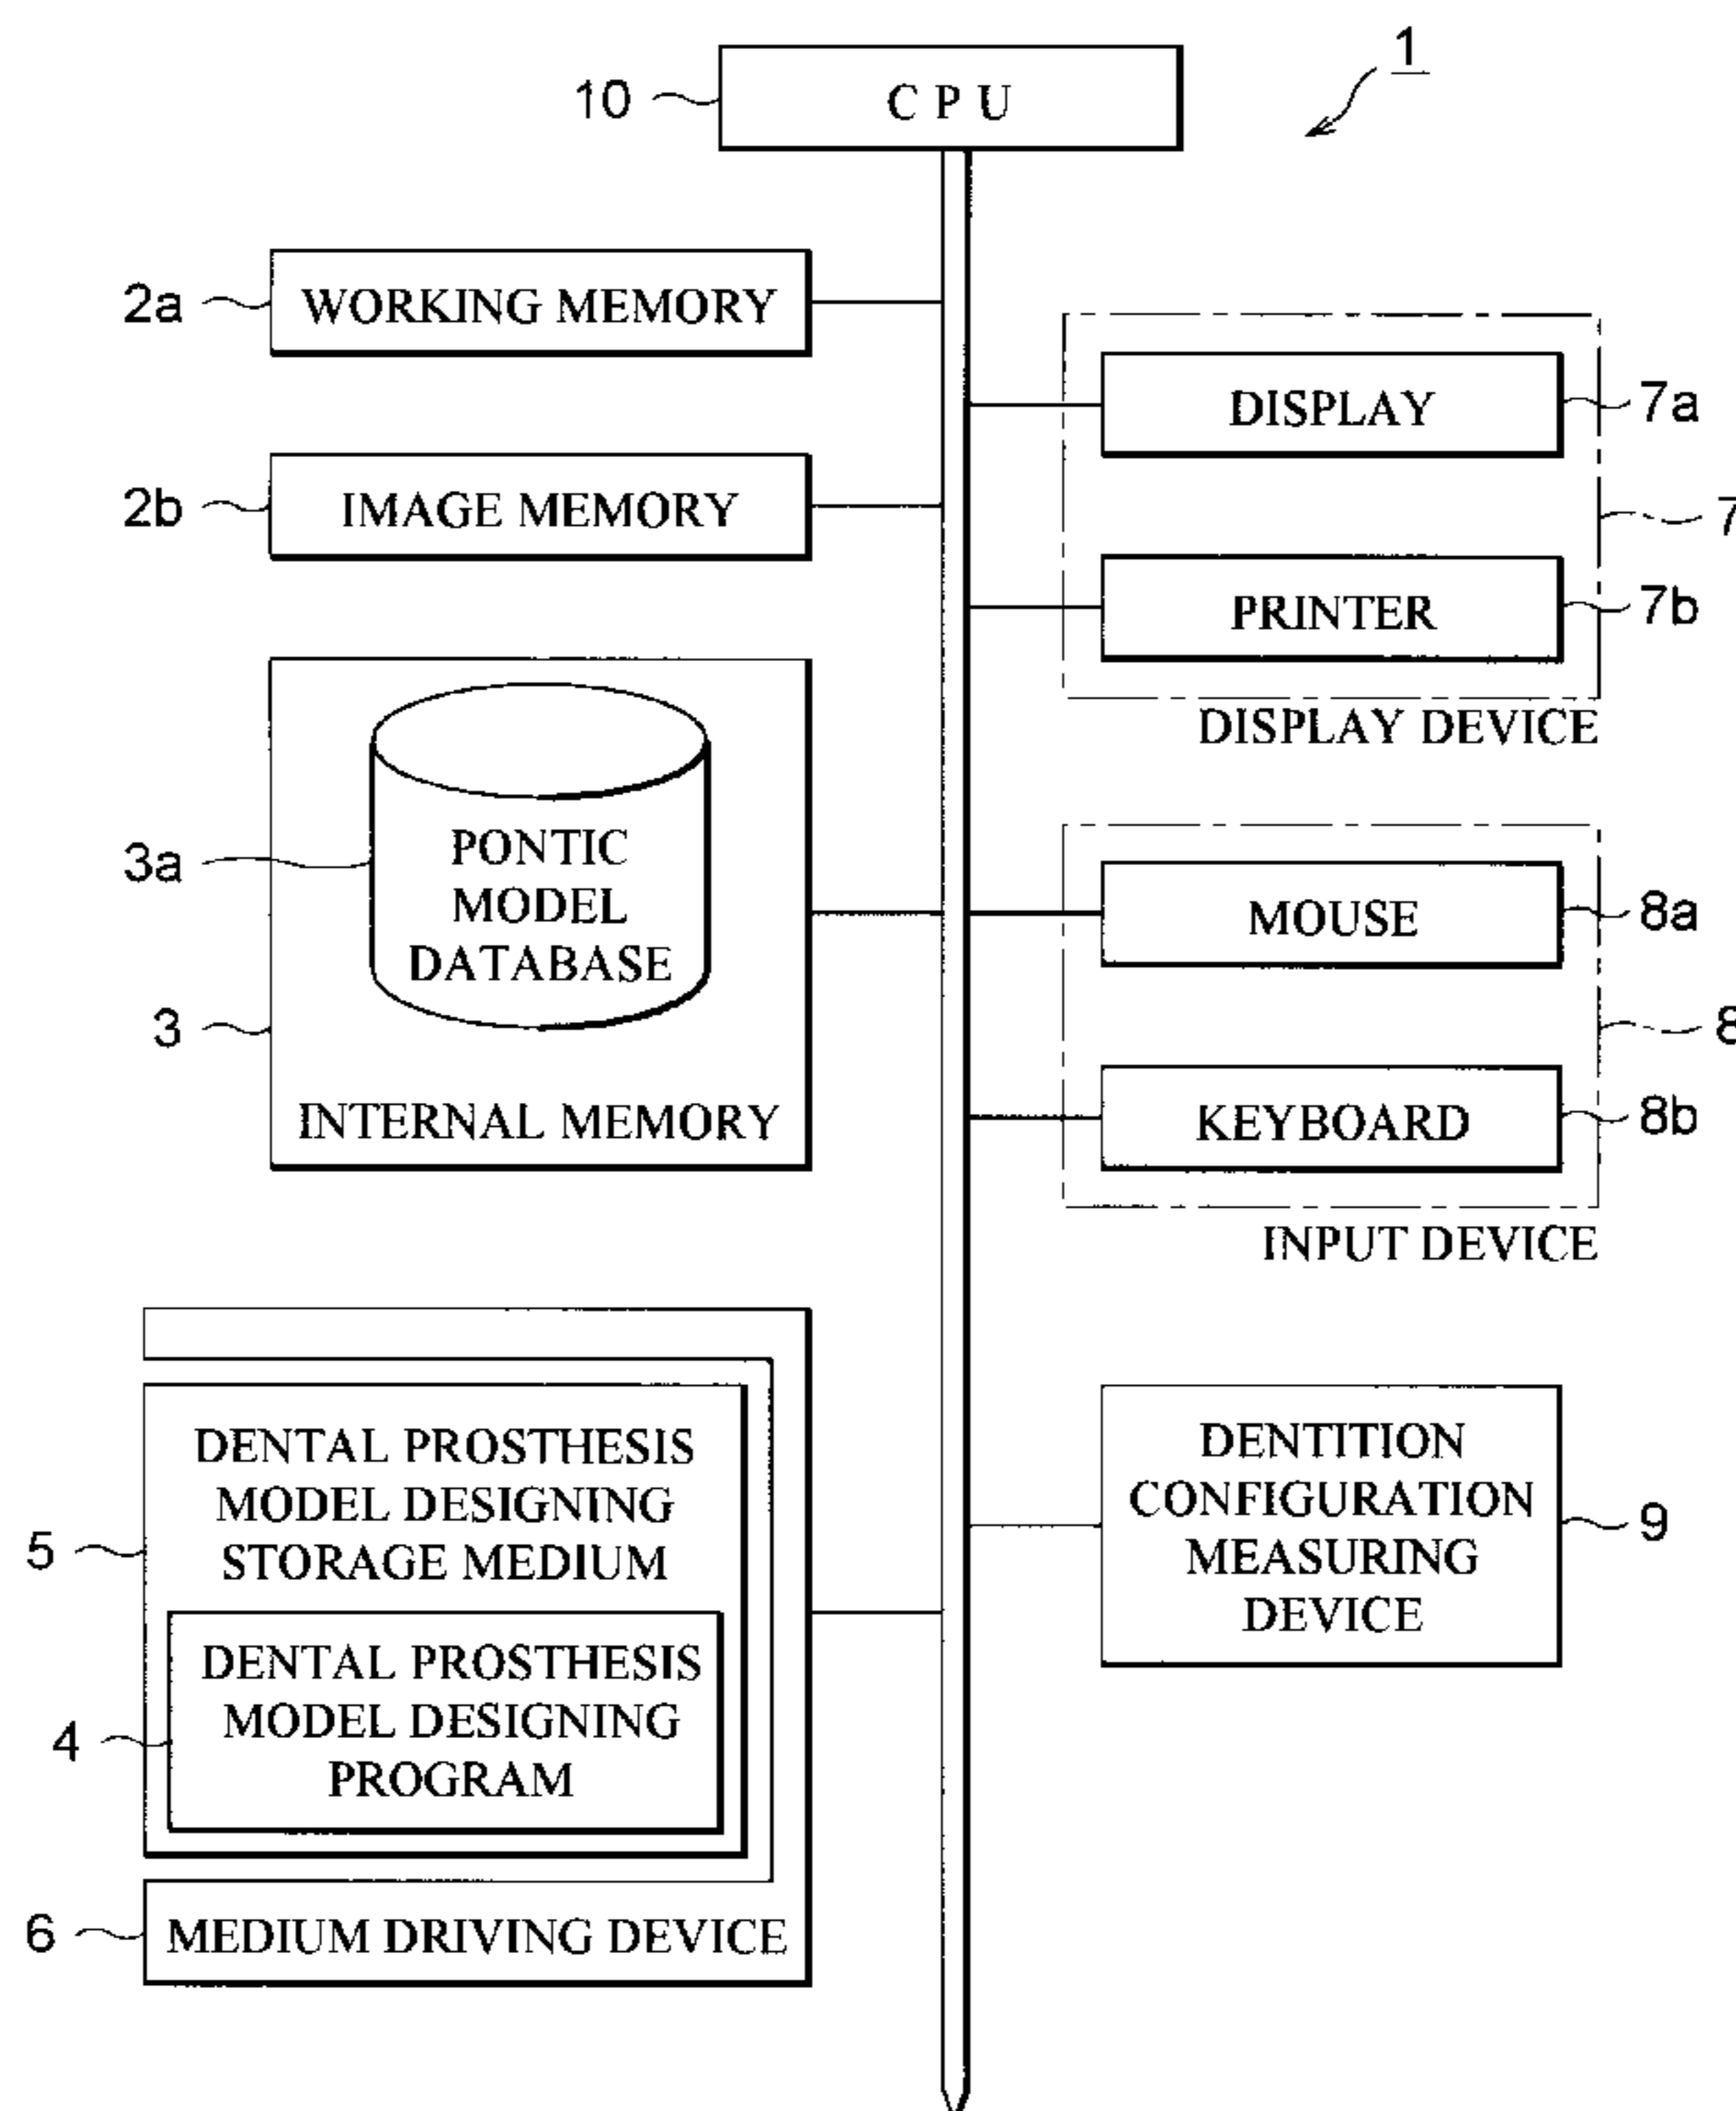 1
10
C P U
2a
WORKING MEMORY
DISPLAY
7a
2b
IMAGE MEMORY
7
PRINTER
7b
DISPLAY DEVICE
3a
PONTIC
MODEL
DATABASE
3
INTERNAL MEMORY
MOUSE
8a
8
KEYBOARD
8b
INPUT DEVICE
5
DENTAL PROSTHESIS
MODEL DESIGNING
STORAGE MEDIUM
4
DENTAL PROSTHESIS
MODEL DESIGNING
PROGRAM
6
MEDIUM DRIVING DEVICE
DENTITION
CONFIGURATION
MEASURING
DEVICE
9